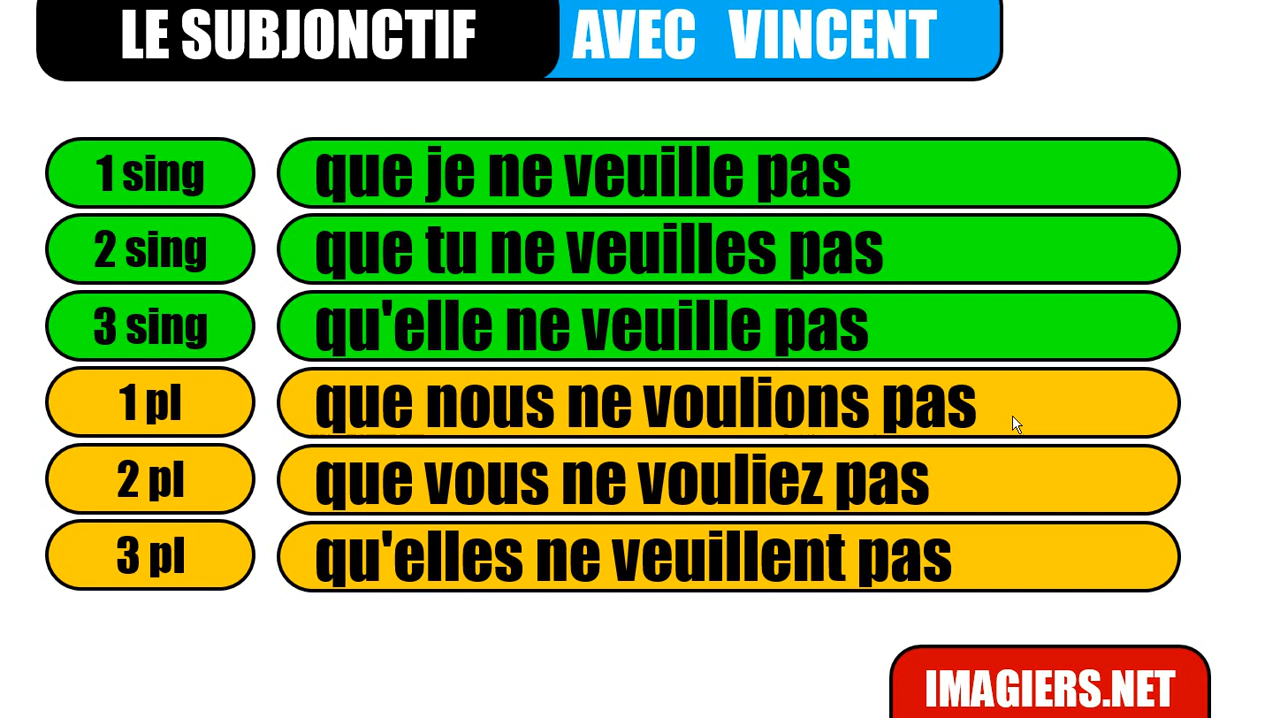 LE SUBJONCTIF AVEC VINCENT
1 sing que je ne veuille pas
2 sing que tu ne veuilles pas
3 sing qu'elle ne veuille pas
1 pl que nous ne voulions pas
2 pl que vous ne vouliez pas
3 pl qu'elles ne veuillent pas
IMAGIERS.NET